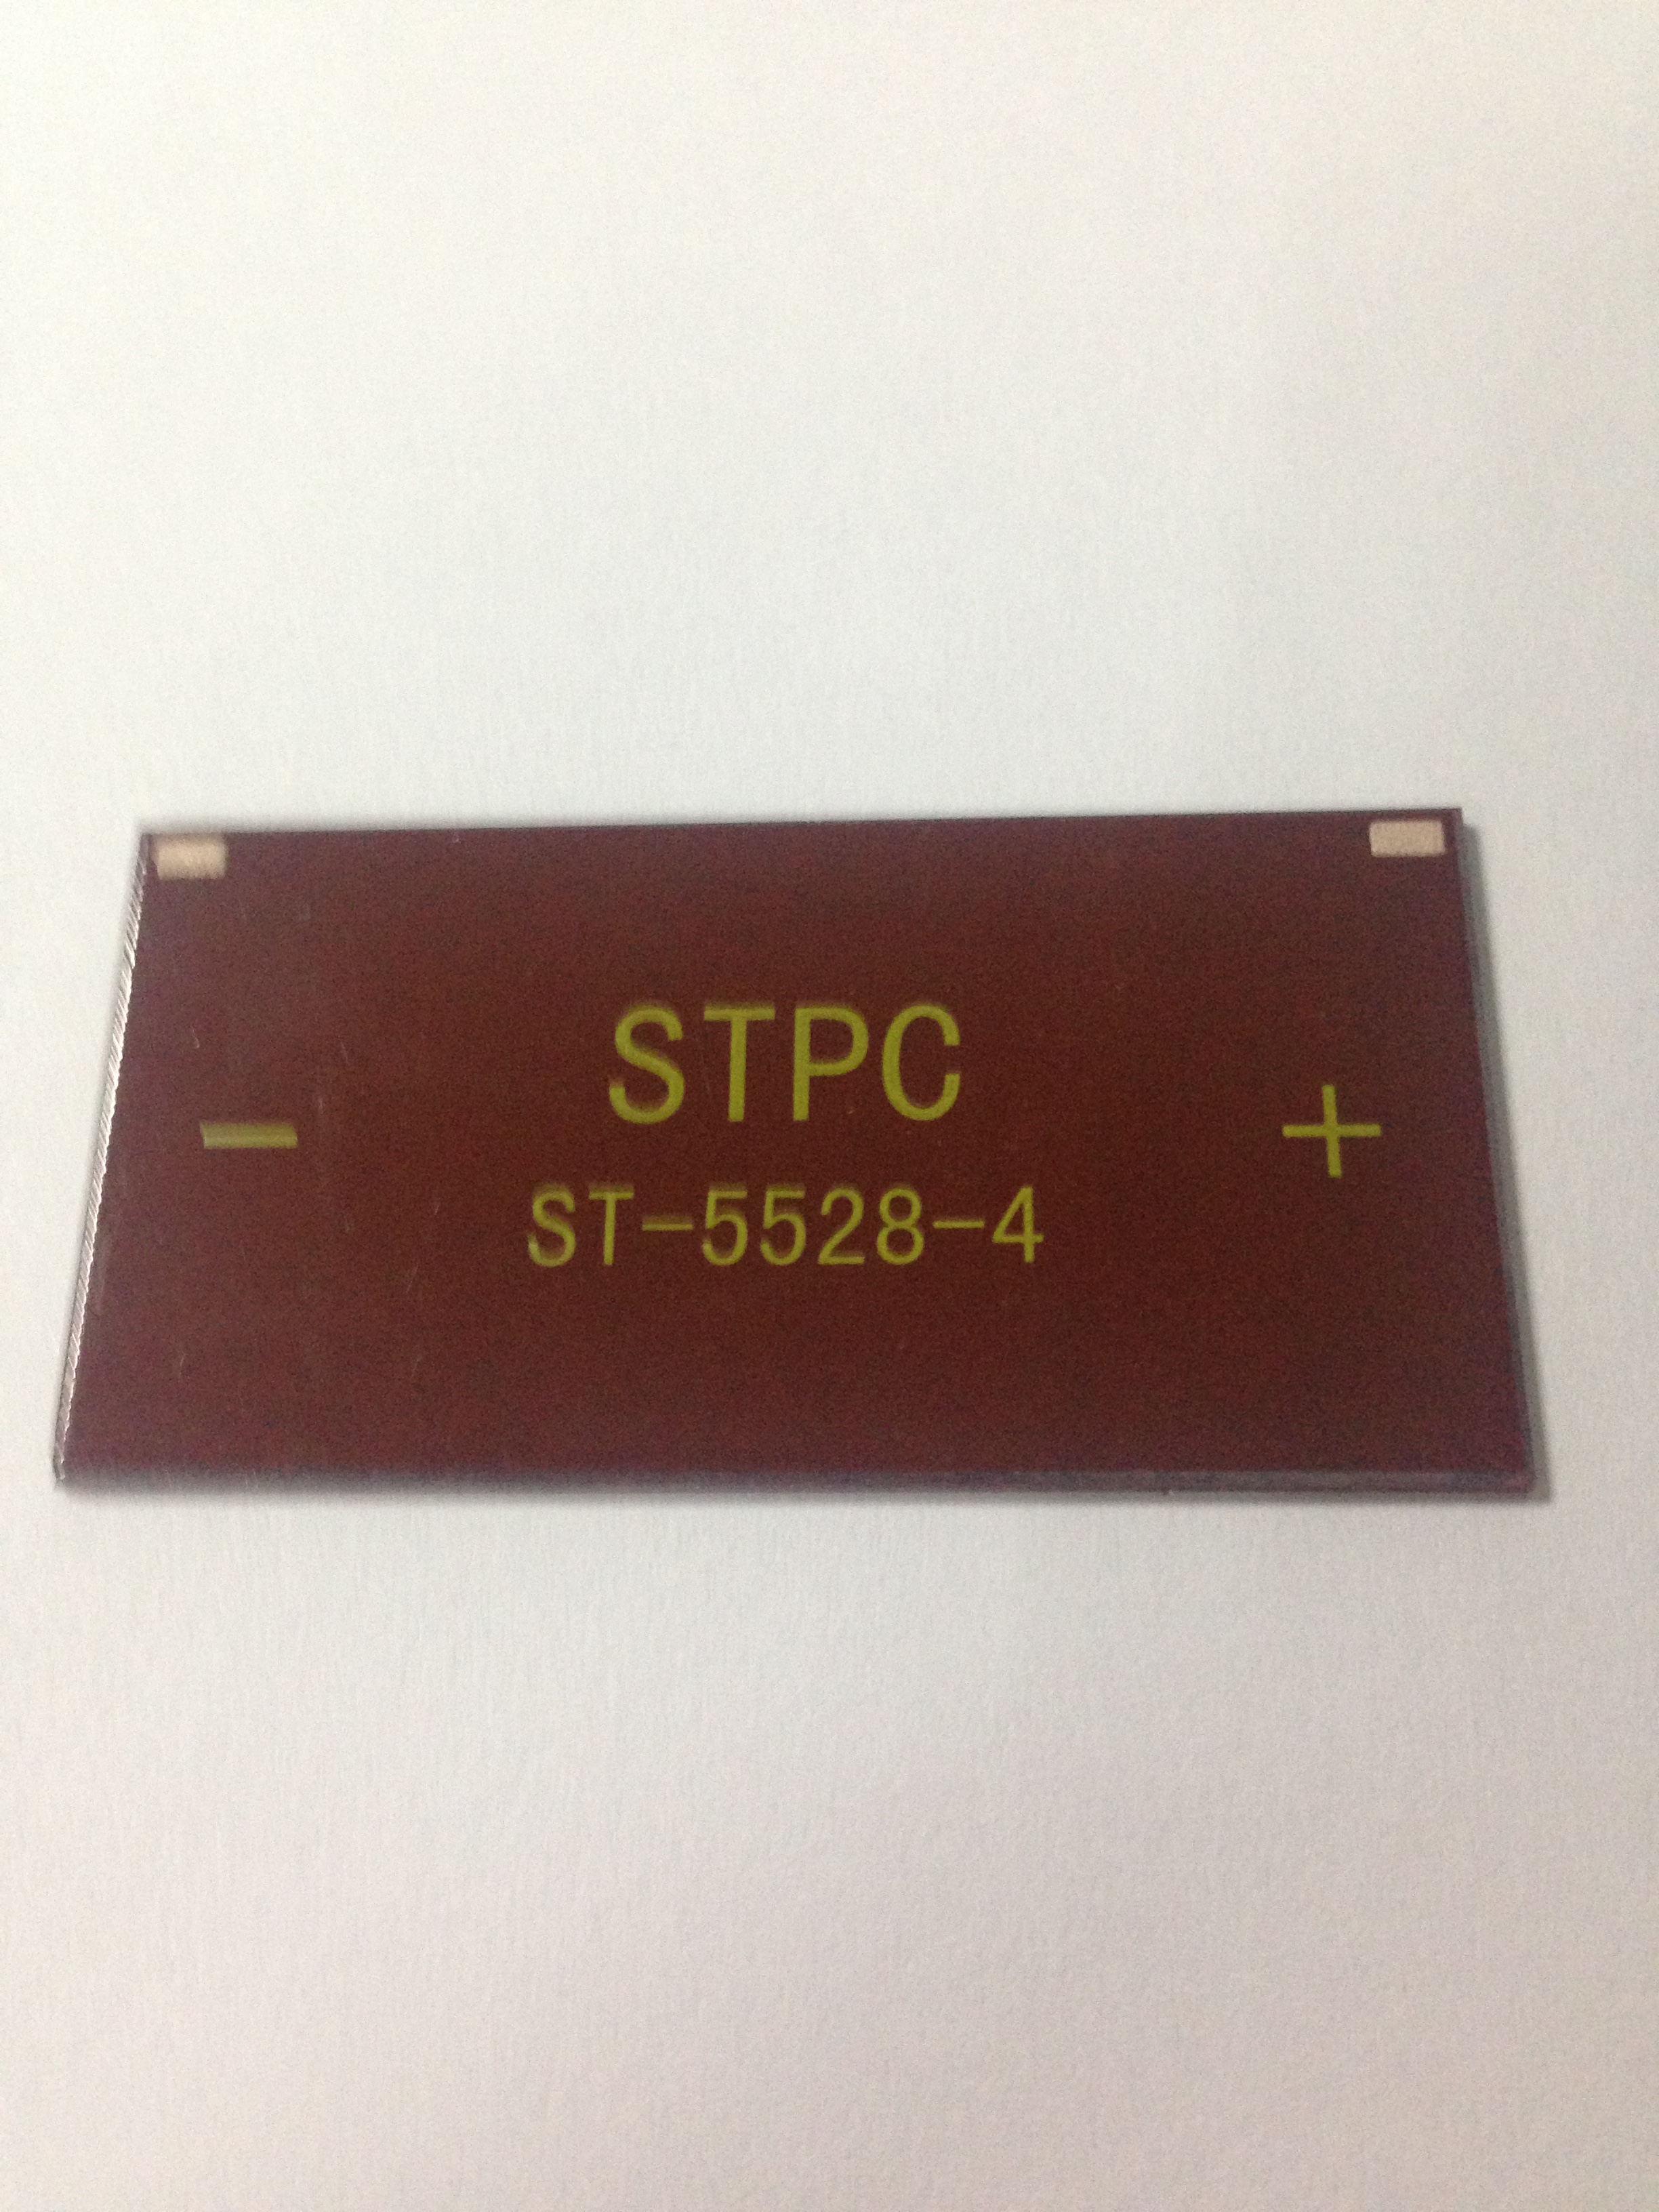 STPC
- +
ST-5528-4